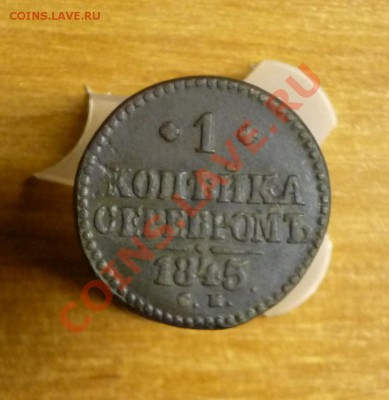 COINS.LAVE.RU
1
КОПѢЙКА
СЕРЕБРОМЪ
1845
С. М.
COINS.LAVE.RU